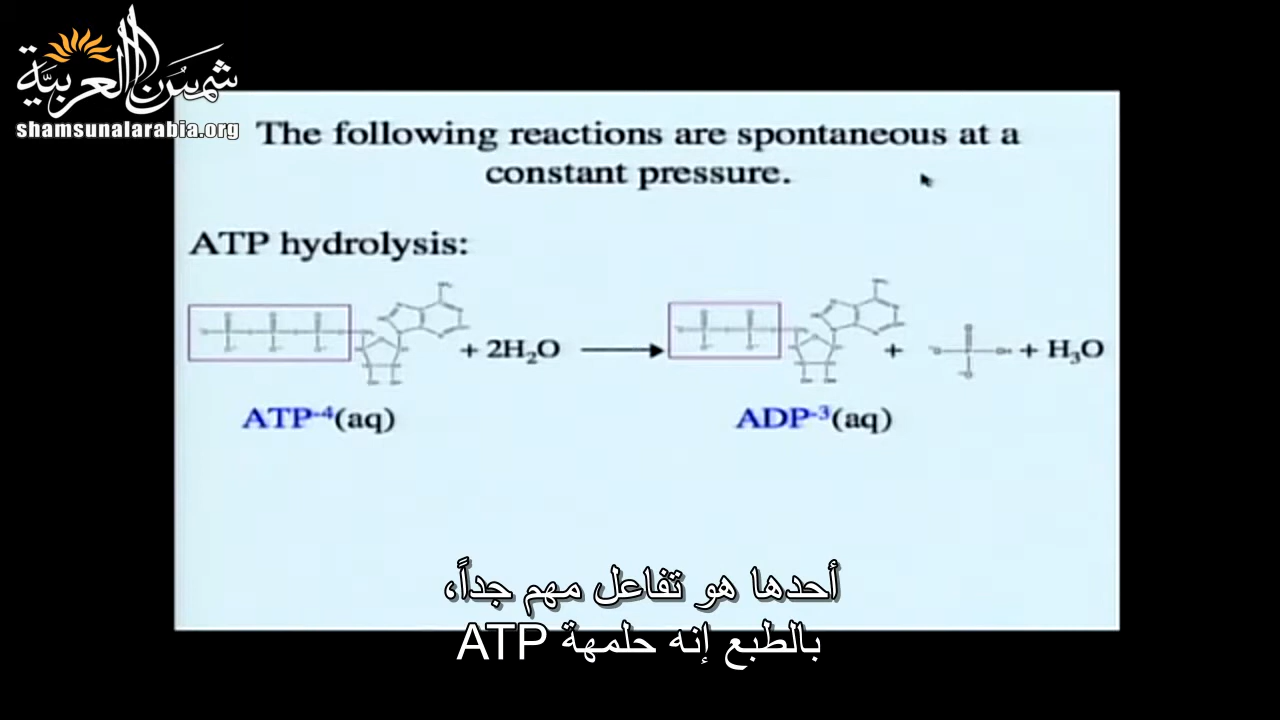 شمس العربية
shamsunalarabia.org
The following reactions are spontaneous at a
constant pressure.
ATP hydrolysis:
+ 2H₂O
+
+ H₃O
ATP⁻⁴(aq)
ADP⁻³(aq)
أحدها هو تفاعل مهم جداً،
بالطبع إنه حلمهة ATP